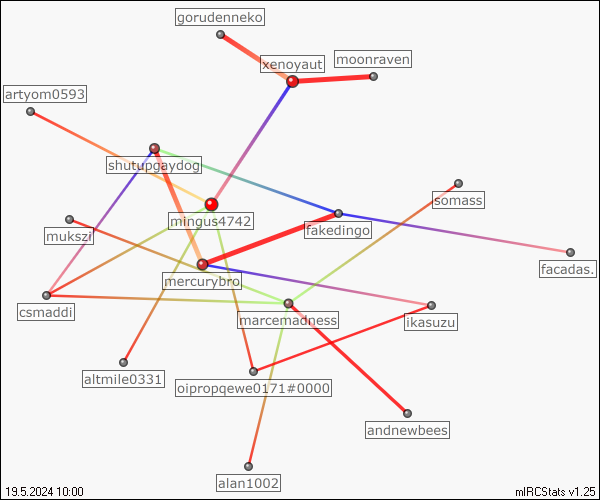 gorudenneko
xenoyaut
moonraven
artyom0593
shutupgaydog
somass
mingus4742
fakedingo
mukszi
facadas.
mercurybro
csmaddi
marcemadness
ikasuzu
altmile0331
oipropqewe0171#0000
andnewbees
alan1002
19.5.2024 10:00
mIRCStats v1.25